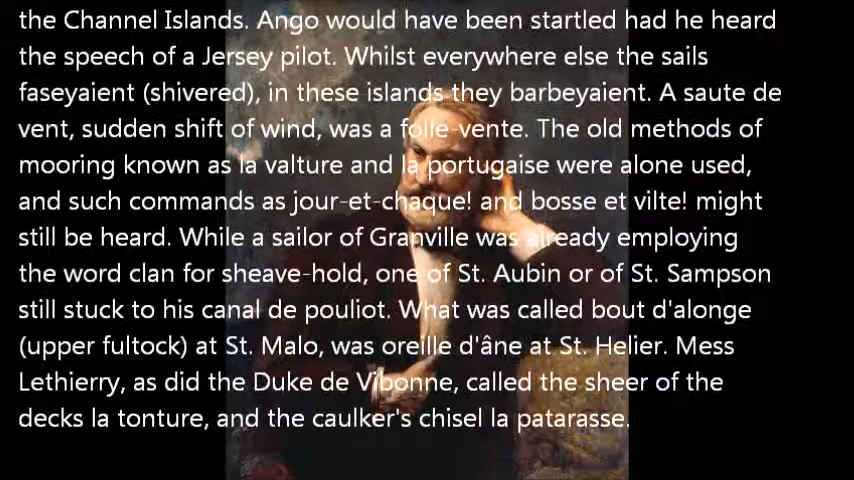 the Channel Islands. Ango would have been startled had he heard
the speech of a Jersey pilot. Whilst everywhere else the sails
faseyaient (shivered), in these islands they barbeyaient. A saute de
vent, sudden shift of wind, was a folle-vente. The old methods of
mooring known as la valture and la portugaise were alone used,
and such commands as jour-et-chaque! and bosse et vilte! might
still be heard. While a sailor of Granville was already employing
the word clan for sheave-hold, one of St. Aubin or of St. Sampson
still stuck to his canal de pouliot. What was called bout d'alonge
(upper fultock) at St. Malo, was oreille d'âne at St. Helier. Mess
Lethierry, as did the Duke de Vibonne, called the sheer of the
decks la tonture, and the caulker's chisel la patarasse.